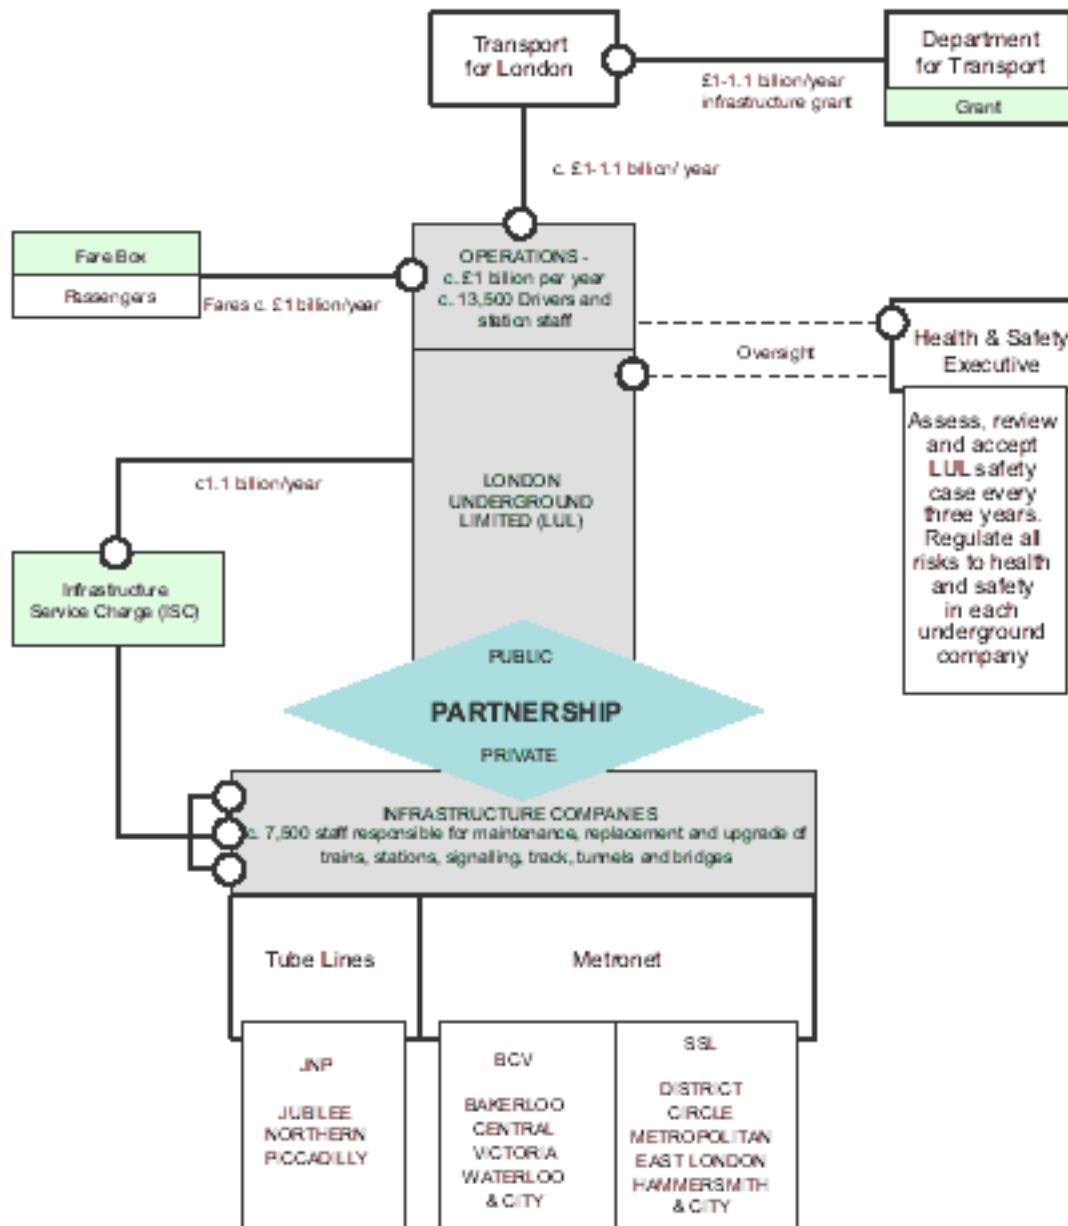 Transport
for London
Department
for Transport
Grant
£1-1.1 billion/year
infrastructure grant
c. £1-1.1 billion/ year
Fare Box
Passengers
Fares c. £1 billion/year
OPERATIONS -
c. £1 billion per year
c. 13,500 Drivers and
station staff
Oversight
Health & Safety
Executive
Assess, review
and accept
LUL safety
case every
three years.
Regulate all
risks to health
and safety
in each
underground
company
c1.1 billion/year
LONDON
UNDERGROUND
LIMITED (LUL)
Infrastructure
Service Charge (ISC)
PUBLIC
PARTNERSHIP
PRIVATE
INFRASTRUCTURE COMPANIES
c. 7,500 staff responsible for maintenance, replacement and upgrade of
trains, stations, signalling, track, tunnels and bridges
Tube Lines
Metronet
JNP
JUBILEE
NORTHERN
PICCADILLY
BCV
BAKERLOO
CENTRAL
VICTORIA
WATERLOO
& CITY
SSL
DISTRICT
CIRCLE
METROPOLITAN
EAST LONDON
HAMMERSMITH
& CITY